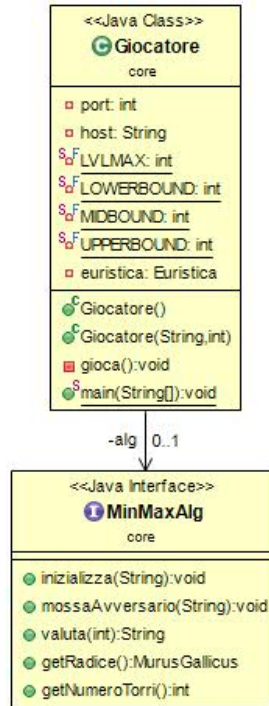 <<Java Class>>
Giocatore
core
port: int
host: String
LVLMAX: int
LOWERBOUND: int
MIDBOUND: int
UPPERBOUND: int
euristica: Euristica
Giocatore()
Giocatore(String,int)
gioca():void
main(String[]):void
-alg 0..1
<<Java Interface>>
MinMaxAlg
core
inizializza(String):void
mossaAvversario(String):void
valuta(int):String
getRadice():MurusGallicus
getNumeroTorri():int